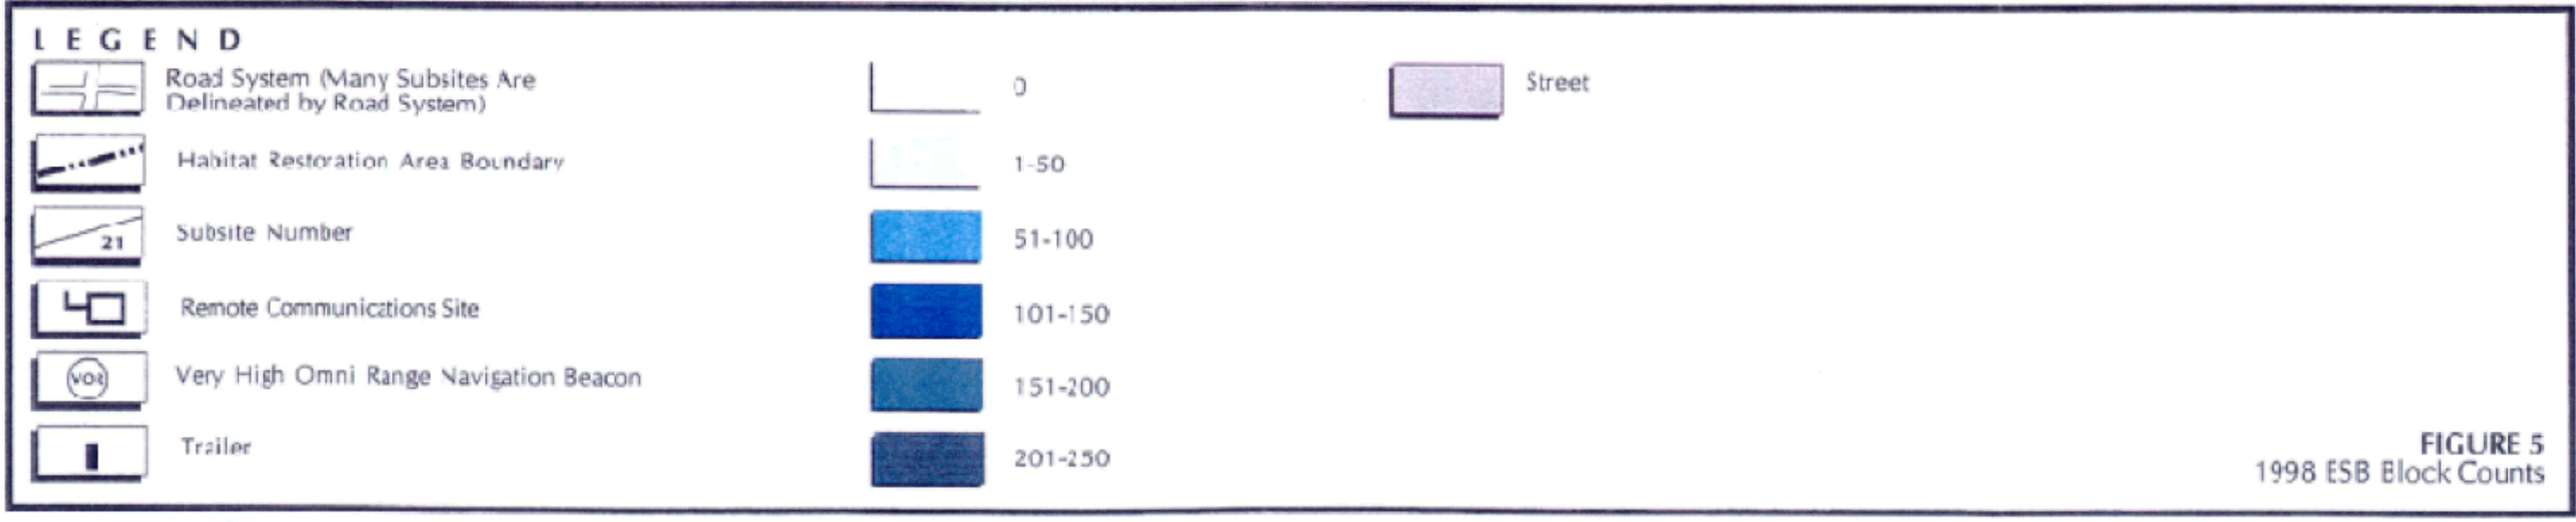 LEGEND
Road System (Many Subsites Are
Delineated by Road System)
Habitat Restoration Area Boundary
21
Subsite Number
Remote Communications Site
VOR
Very High Omni Range Navigation Beacon
Trailer
0
1-50
51-100
101-150
151-200
201-250
Street
FIGURE 5
1998 ESB Block Counts